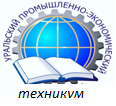 УРАЛЬСКИЙ ПРОМЫШЛЕННО-ЭКОНОМИЧЕСКИЙ
техникум